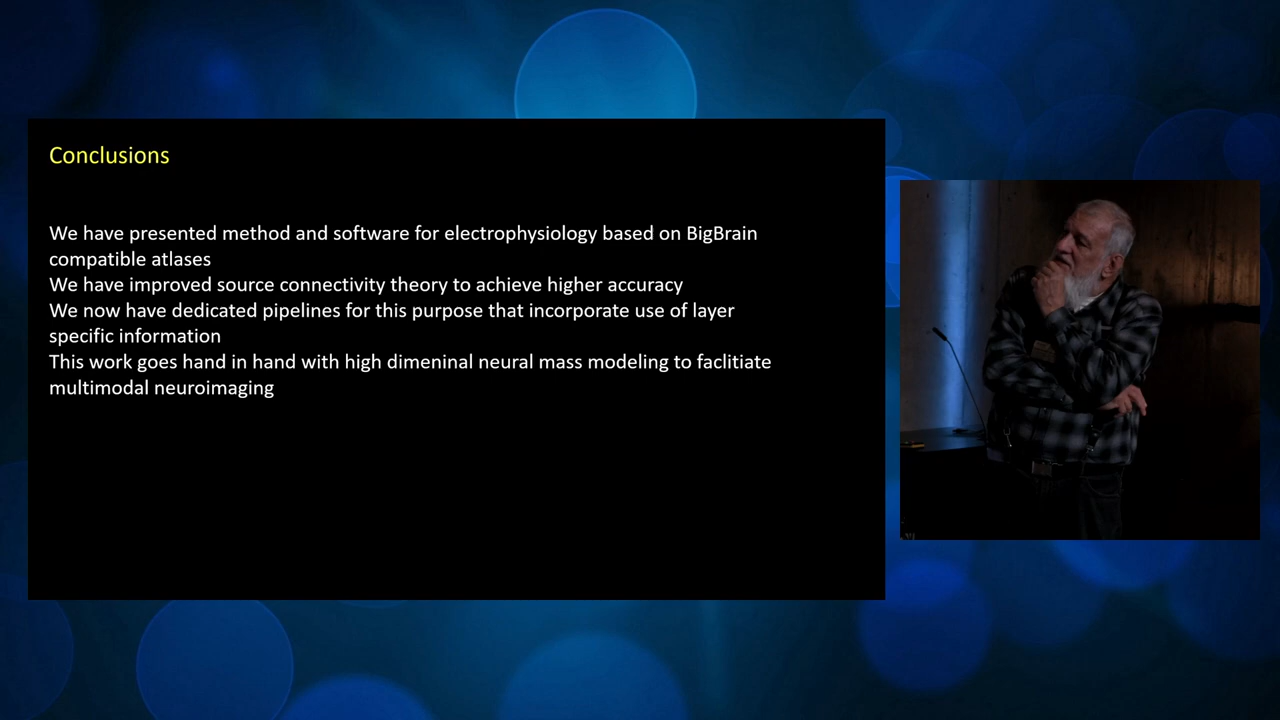 Conclusions
We have presented method and software for electrophysiology based on BigBrain
compatible atlases
We have improved source connectivity theory to achieve higher accuracy
We now have dedicated pipelines for this purpose that incorporate use of layer
specific information
This work goes hand in hand with high dimeninal neural mass modeling to faclitiate
multimodal neuroimaging